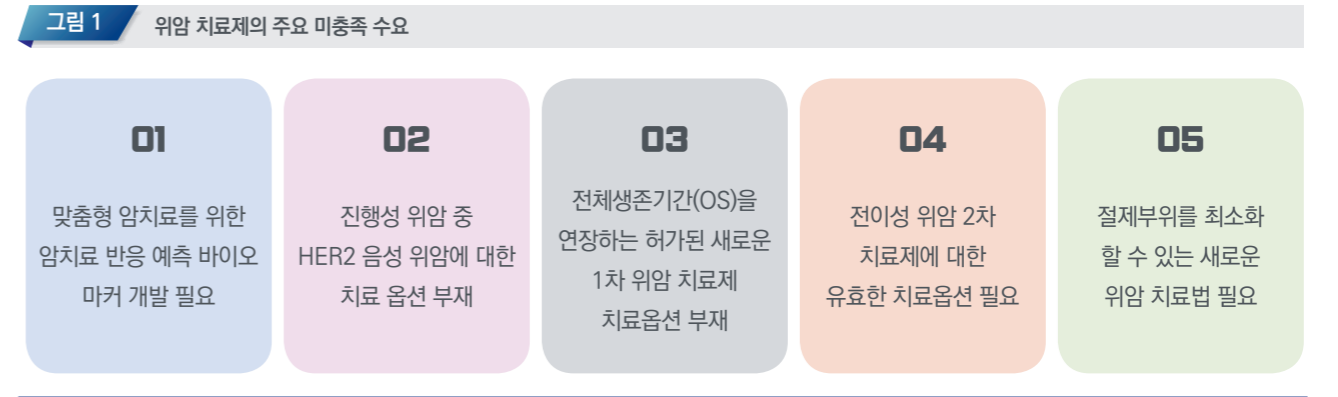 그림 1
위암 치료제의 주요 미충족 수요
01
맞춤형 암치료를 위한
암치료 반응 예측 바이오
마커 개발 필요
02
진행성 위암 중
HER2 음성 위암에 대한
치료 옵션 부재
03
전체생존기간(OS)을
연장하는 허가된 새로운
1차 위암 치료제
치료옵션 부재
04
전이성 위암 2차
치료제에 대한
유효한 치료옵션 필요
05
절제부위를 최소화
할 수 있는 새로운
위암 치료법 필요